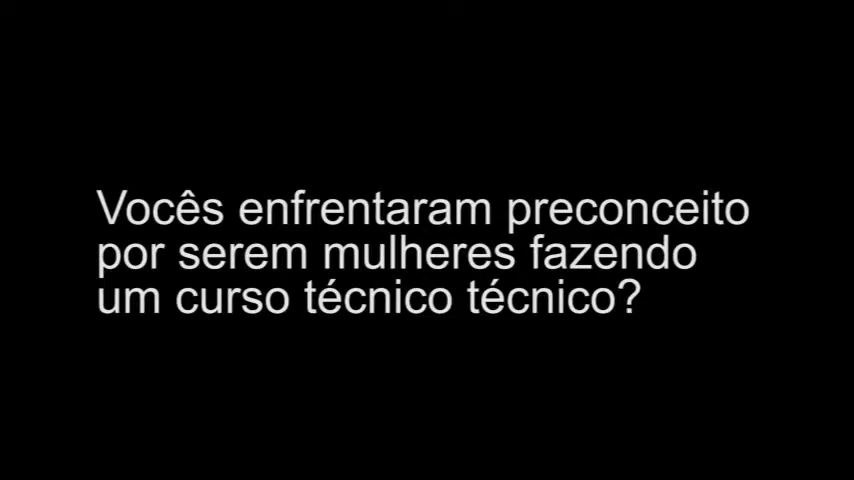 Vocês enfrentaram preconceito
por serem mulheres fazendo
um curso técnico técnico?